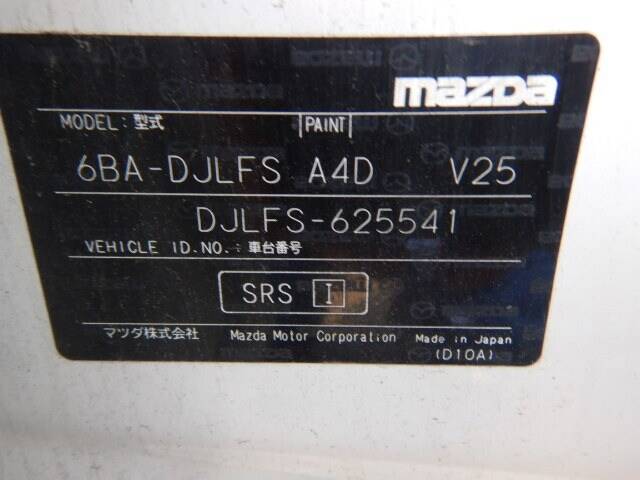 mazda
MODEL: 型式 PAINT
6BA-DJLFS A4D V25
DJLFS-625541
VEHICLE ID.NO.: 車台番号
SRS I
マツダ株式会社 Mazda Motor Corporation Made in Japan
(D10A)